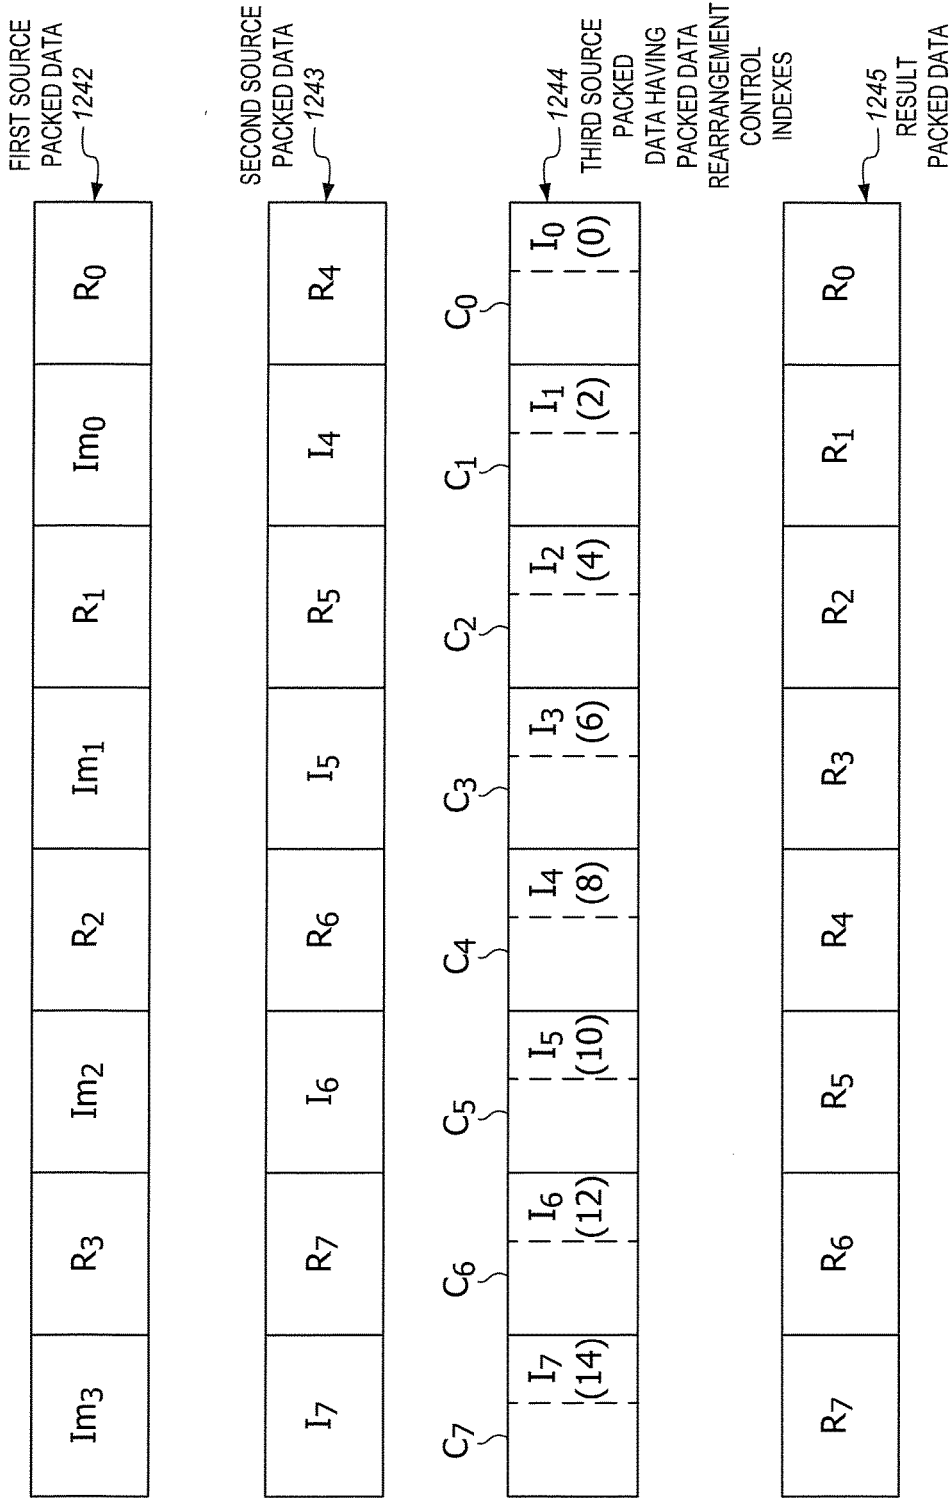 FIRST SOURCE
PACKED DATA
1242
Im3 R3 Im2 R2 Im1 R1 Im0 R0
SECOND SOURCE
PACKED DATA
1243
I7 R7 I6 R6 I5 R5 I4 R4
C7 C6 C5 C4 C3 C2 C1 C0
I7 I6 I5 I4 I3 I2 I1 I0
(14) (12) (10) (8) (6) (4) (2) (0)
1244
THIRD SOURCE
PACKED
DATA HAVING
PACKED DATA
REARRANGEMENT
CONTROL
INDEXES
R7 R6 R5 R4 R3 R2 R1 R0
1245
RESULT
PACKED DATA